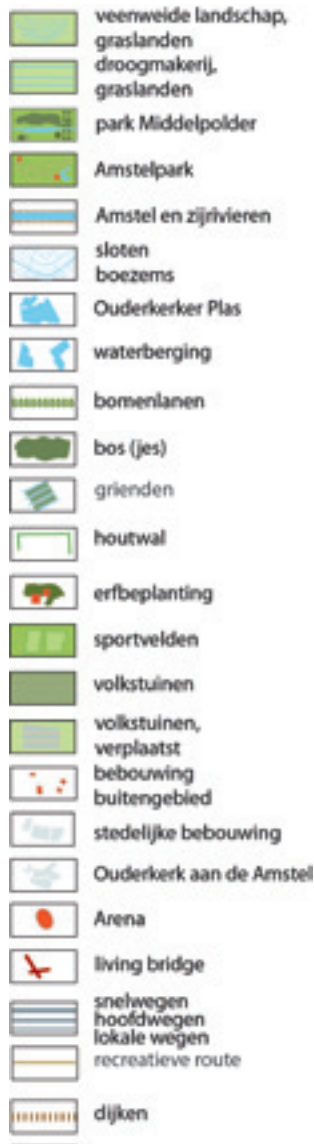 veenweide landschap,
graslanden
droogmakerij,
graslanden
park Middelpolder
Amstelpark
Amstel en zijrivieren
sloten
boezems
Ouderkerker Plas
waterberging
bomenlanen
bos (jes)
grienden
houtwal
erfbeplanting
sportvelden
volkstuinen
volkstuinen,
verplaatst
bebouwing
buitengebied
stedelijke bebouwing
Ouderkerk aan de Amstel
Arena
living bridge
snelwegen
hoofdwegen
lokale wegen
recreatieve route
dijken